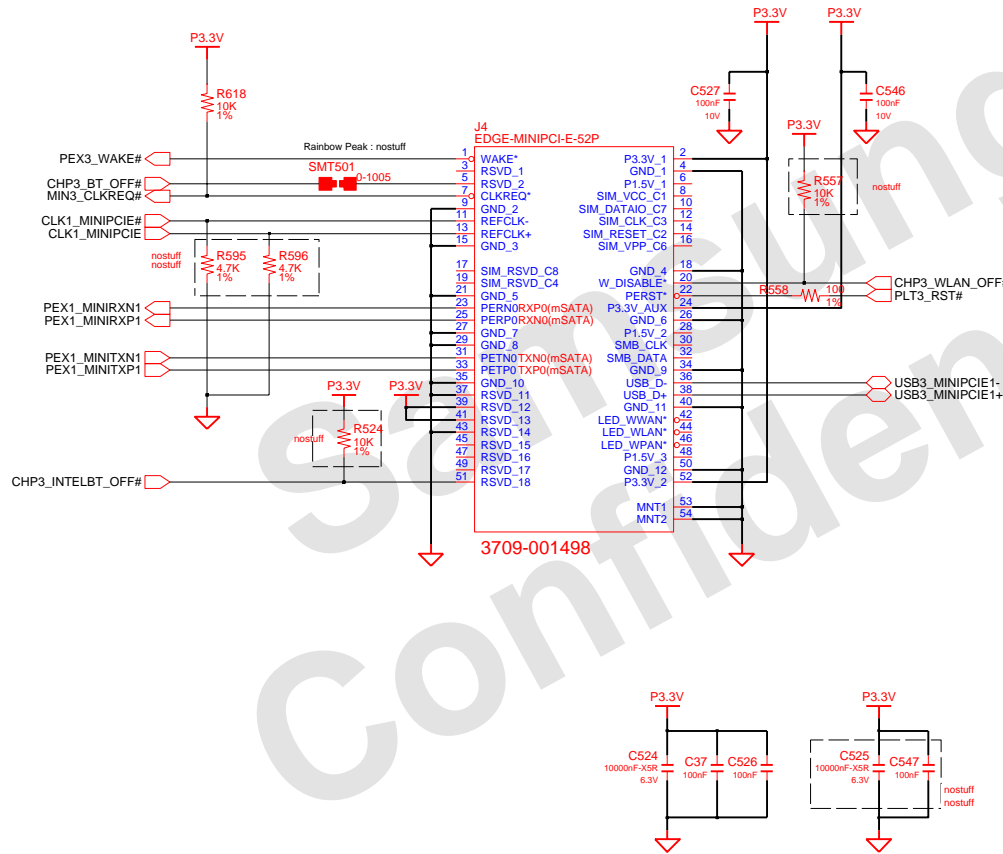 P3.3V
P3.3V
P3.3V
R618
10K
1%
C527
100nF
10V
C546
100nF
10V
P3.3V
R557
10K
1%
nostuff
J4
EDGE-MINIPCI-E-52P
Rainbow Peak : nostuff
SMT501
0-1005
PEX3_WAKE#
CHP3_BT_OFF#
MIN3_CLKREQ#
CLK1_MINIPCIE#
CLK1_MINIPCIE
nostuff
nostuff
R595
4.7K
1%
R596
4.7K
1%
PEX1_MINIRXN1
PEX1_MINIRXP1
PEX1_MINITXN1
PEX1_MINITXP1
P3.3V
P3.3V
nostuff
R524
10K
1%
CHP3_INTELBT_OFF#
1 WAKE*
3 RSVD_1
5 RSVD_2
7 CLKREQ*
9 GND_2
11 REFCLK-
13 REFCLK+
15 GND_3
17 SIM_RSVD_C8
19 SIM_RSVD_C4
21 GND_5
23 PERN0RXP0(mSATA)
25 PERP0RXN0(mSATA)
27 GND_7
29 GND_8
31 PETN0TXN0(mSATA)
33 PETP0TXP0(mSATA)
35 GND_10
37 RSVD_11
39 RSVD_12
41 RSVD_13
43 RSVD_14
45 RSVD_15
47 RSVD_16
49 RSVD_17
51 RSVD_18
P3.3V_1 2
GND_1 4
P1.5V_1 6
SIM_VCC_C1 8
SIM_DATAIO_C7 10
SIM_CLK_C3 12
SIM_RESET_C2 14
SIM_VPP_C6 16
GND_4 18
W_DISABLE* 20
PERST* 22
P3.3V_AUX 24
GND_6 26
P1.5V_2 28
SMB_CLK 30
SMB_DATA 32
GND_9 34
USB_D- 36
USB_D+ 38
GND_11 40
LED_WWAN* 42
LED_WLAN* 44
LED_WPAN* 46
P1.5V_3 48
GND_12 50
P3.3V_2 52
MNT1 53
MNT2 54
3709-001498
R558
100
1%
CHP3_WLAN_OFF#
PLT3_RST#
USB3_MINIPCIE1-
USB3_MINIPCIE1+
P3.3V
C524
10000nF-X5R
6.3V
C37
100nF
C526
100nF
P3.3V
C525
10000nF-X5R
6.3V
C547
100nF
nostuff
nostuff
Samsung
Confiden